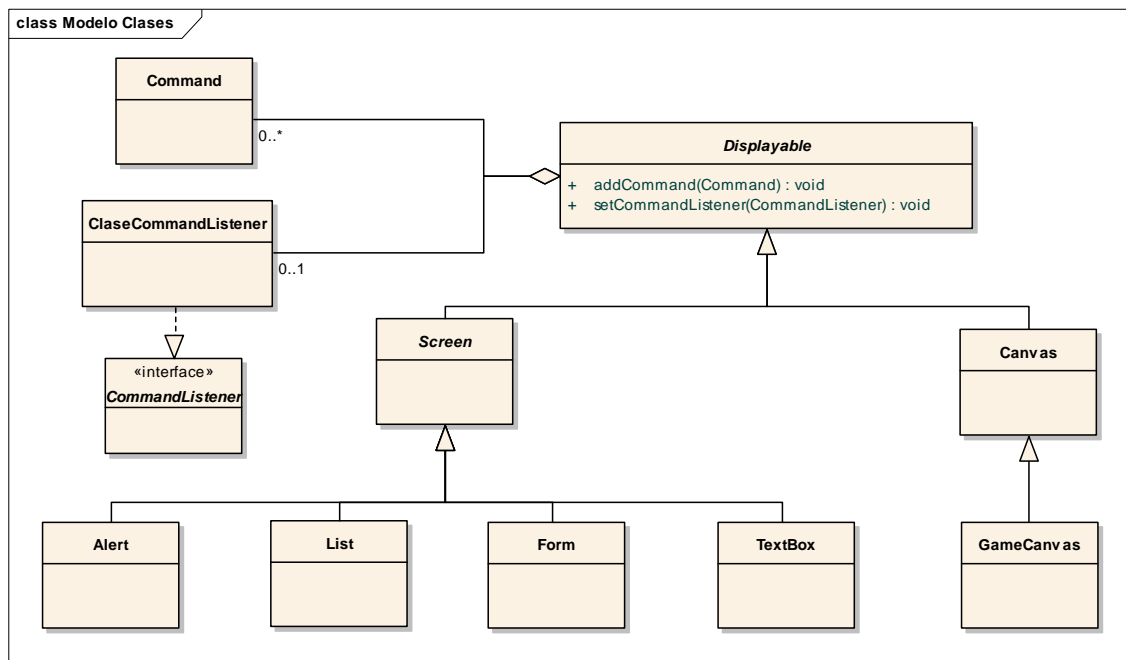 class Modelo Clases
Command
0..*
Displayable
+ addCommand(Command) : void
+ setCommandListener(CommandListener) : void
ClaseCommandListener
0..1
Screen
Canvas
«interface»
CommandListener
Alert
List
Form
TextBox
GameCanvas